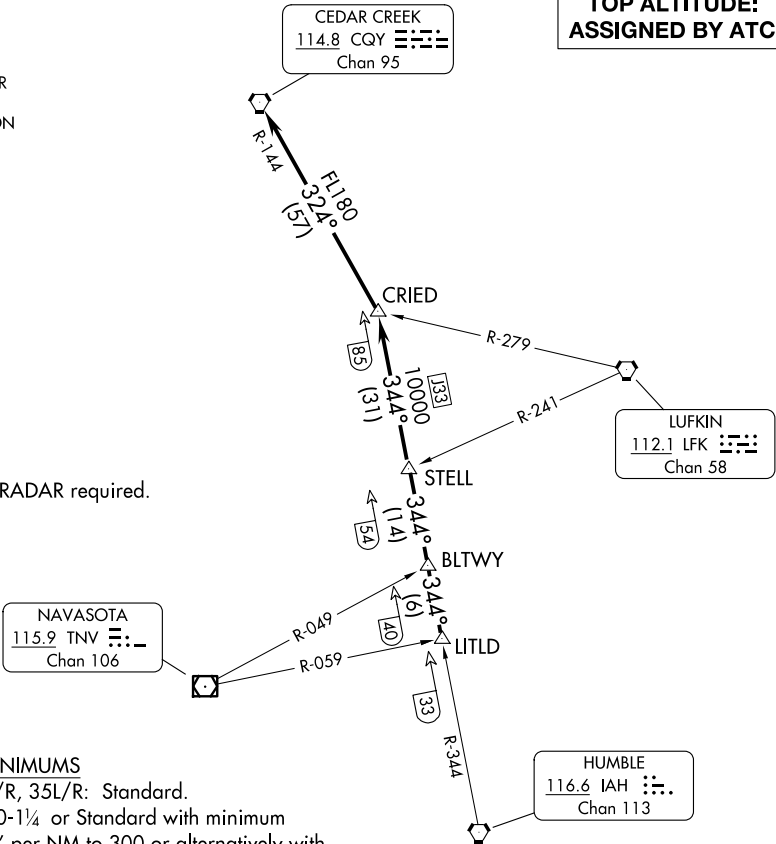 TOP ALTITUDE:
ASSIGNED BY ATC
CEDAR CREEK
114.8 CQY
Chan 95
R
ON
R-144
FL180
324°
(57)
CRIED
R-279
85
J33
10000
344°
(31)
R-241
LUFKIN
112.1 LFK
Chan 58
STELL
RADAR required.
54
344°
(14)
BLTWY
NAVASOTA
115.9 TNV
Chan 106
R-049
40
344°
(6)
R-059
LITLD
33
R-344
HUMBLE
116.6 IAH
Chan 113
NIMUMS
/R, 35L/R: Standard.
0-1¼ or Standard with minimum
per NM to 300 or alternatively with